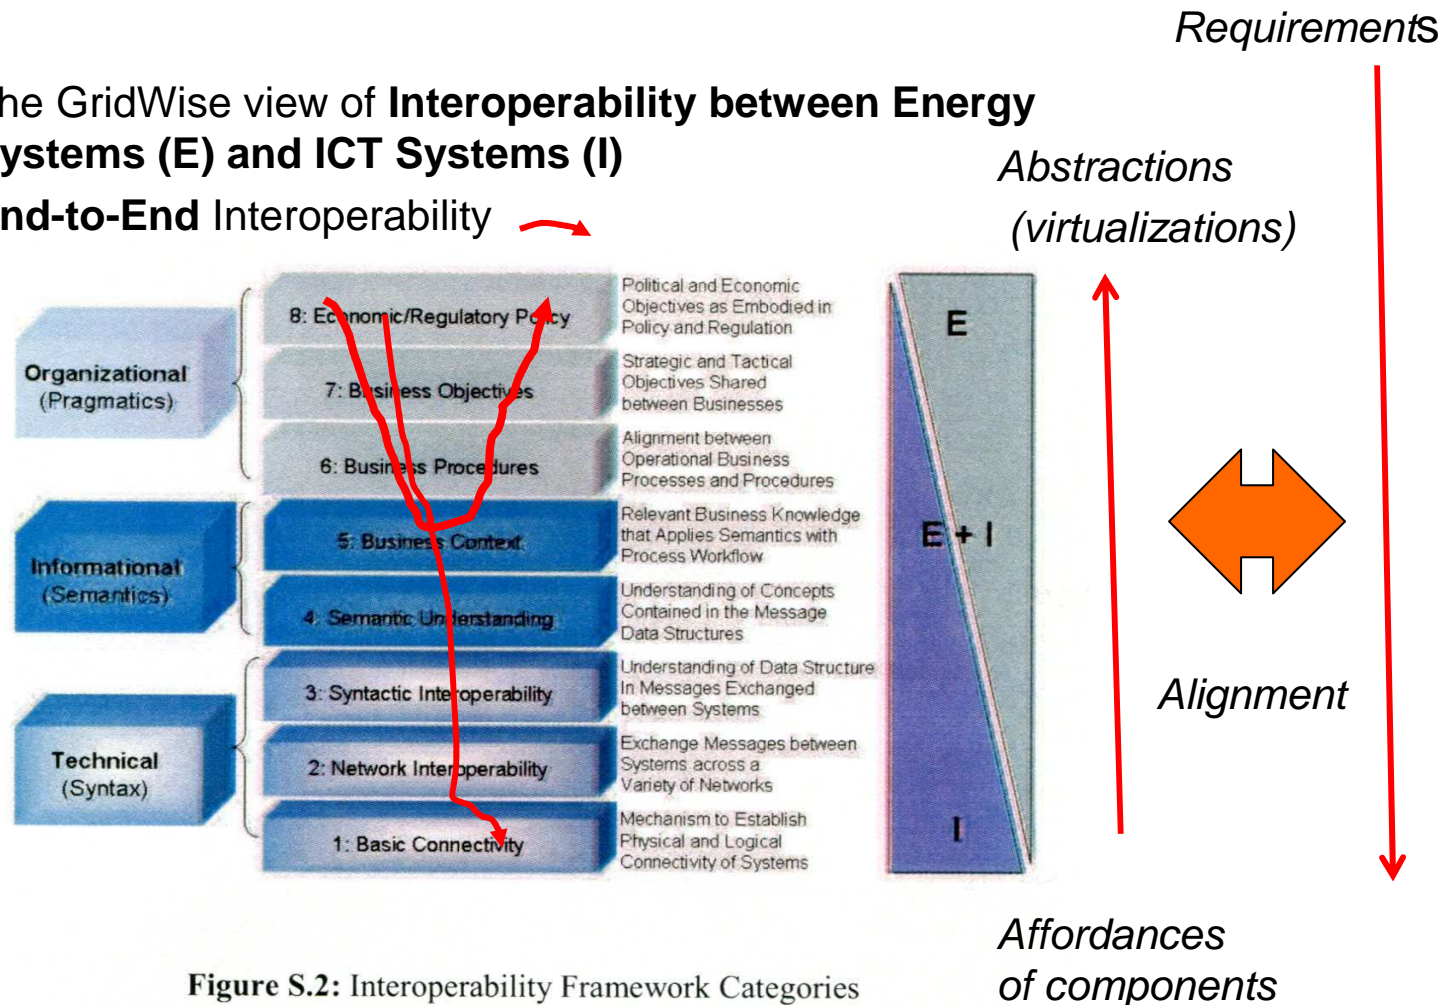 Requirements
he GridWise view of Interoperability between Energy
ystems (E) and ICT Systems (I)
nd-to-End Interoperability
Abstractions
(virtualizations)
Organizational
(Pragmatics)
8: Economic/Regulatory Policy
Political and Economic
Objectives as Embodied in
Policy and Regulation
7: Business Objectives
Strategic and Tactical
Objectives Shared
between Businesses
6: Business Procedures
Alignment between
Operational Business
Processes and Procedures
Informational
(Semantics)
5: Business Context
Relevant Business Knowledge
that Applies Semantics with
Process Workflow
4: Semantic Understanding
Understanding of Concepts
Contained in the Message
Data Structures
Technical
(Syntax)
3: Syntactic Interoperability
Understanding of Data Structure
In Messages Exchanged
between Systems
2: Network Interoperability
Exchange Messages between
Systems across a
Variety of Networks
1: Basic Connectivity
Mechanism to Establish
Physical and Logical
Connectivity of Systems
E
E + I
I
Alignment
Affordances
of components
Figure S.2: Interoperability Framework Categories